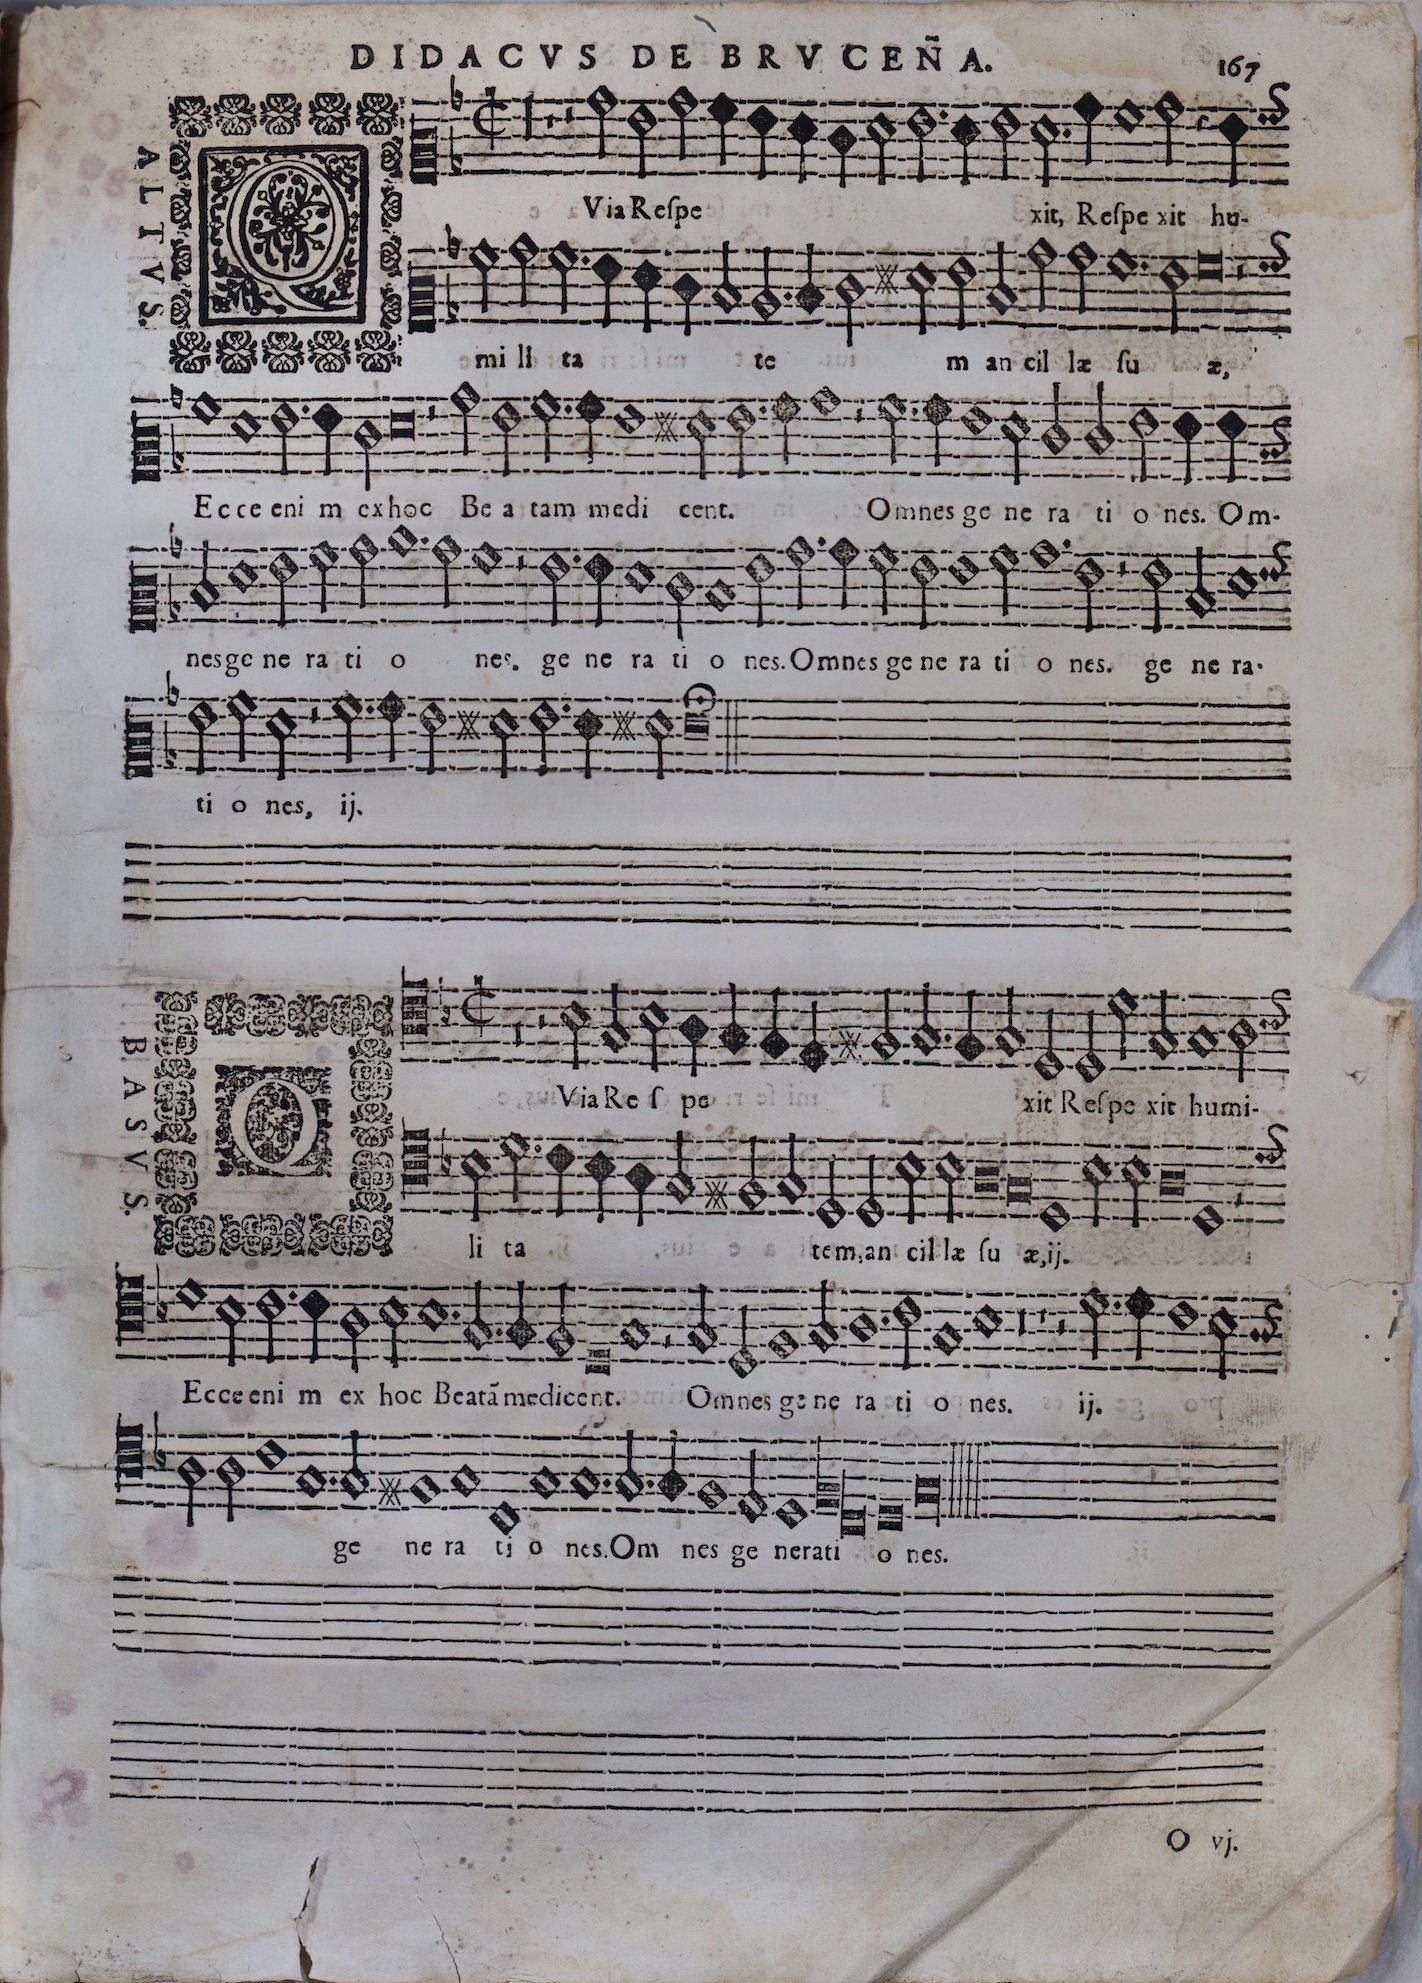 DIDACVS DE BRVCEÑA.
167
ALTVS.
Q
Via Reſpe xit, Reſpe xit hu-
mi li ta te m an cil læ ſu æ,
Ecce eni m ex hoc Be a tam medi cent. Omnes ge ne ra ti o nes. Om-
nes ge ne ra ti o nes. ge ne ra ti o nes. Omnes ge ne ra ti o nes. ge ne ra-
ti o nes, ij.
BASVS.
Q
Via Re ſ pe xit Reſpe xit humi-
li ta tem, an cil læ ſu æ, ij.
Ecce eni m ex hoc Beatã medicent. Omnes ge ne ra ti o nes. ij.
ge ne ra ti o nes. Om nes ge nerati o nes.
O vj.